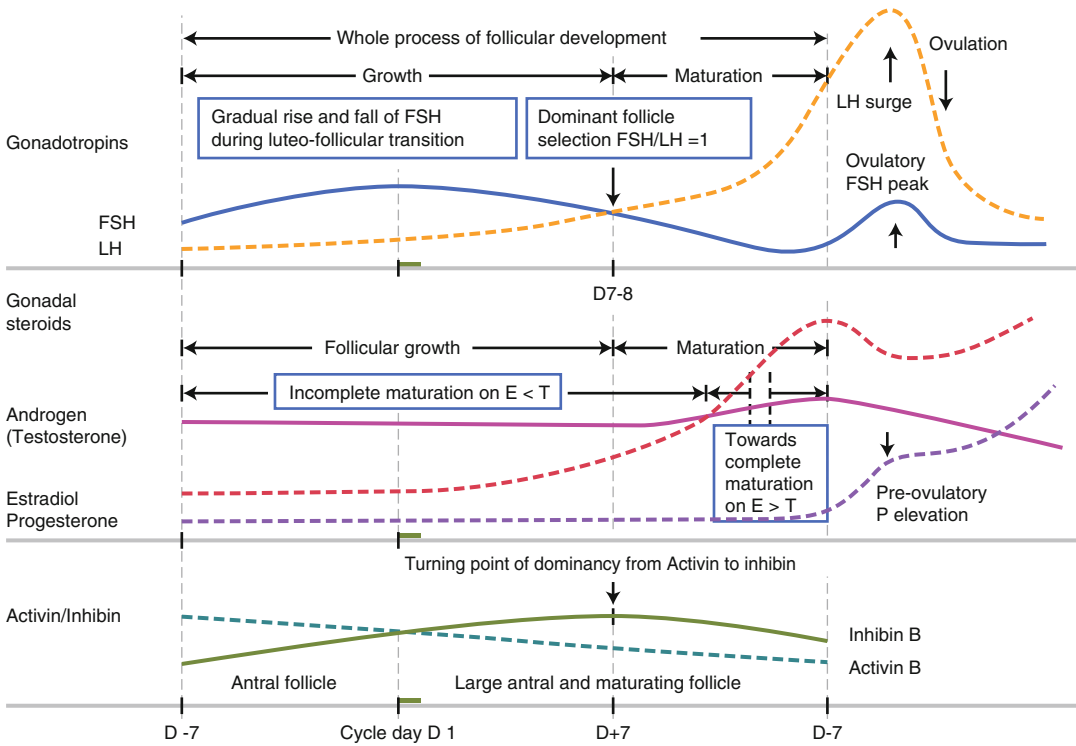 Whole process of follicular development
Growth
Maturation
Ovulation
LH surge
Gradual rise and fall of FSH
during luteo-follicular transition
Dominant follicle
selection FSH/LH =1
Gonadotropins
Ovulatory
FSH peak
FSH
LH
D7-8
Gonadal
steroids
Follicular growth
Maturation
Incomplete maturation on E < T
Androgen
(Testosterone)
Towards
complete
maturation
on E > T
Estradiol
Progesterone
Pre-ovulatory
P elevation
Turning point of dominancy from Activin to inhibin
Activin/Inhibin
Inhibin B
Activin B
Antral follicle
Large antral and maturating follicle
D -7
Cycle day D 1
D+7
D-7